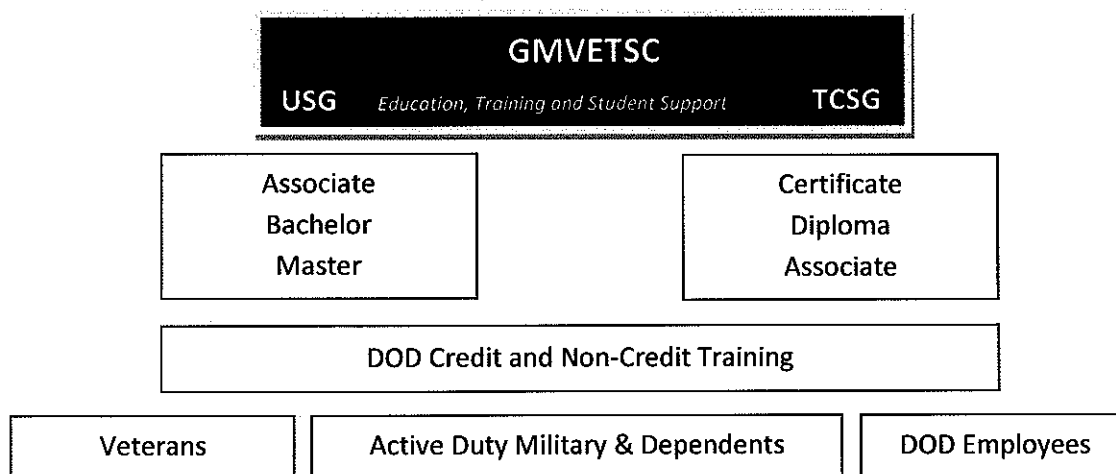 GMVETSC
USG Education, Training and Student Support TCSG
Associate
Bachelor
Master
Certificate
Diploma
Associate
DOD Credit and Non-Credit Training
Veterans
Active Duty Military & Dependents
DOD Employees